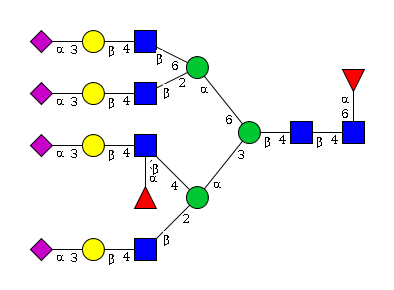 α 3 β 4 β 6
α 3 β 4 β 2 α
α
6 6
α 3 β 4 β β 4 β 4
α 3
4 α
2
α 3 β 4 β